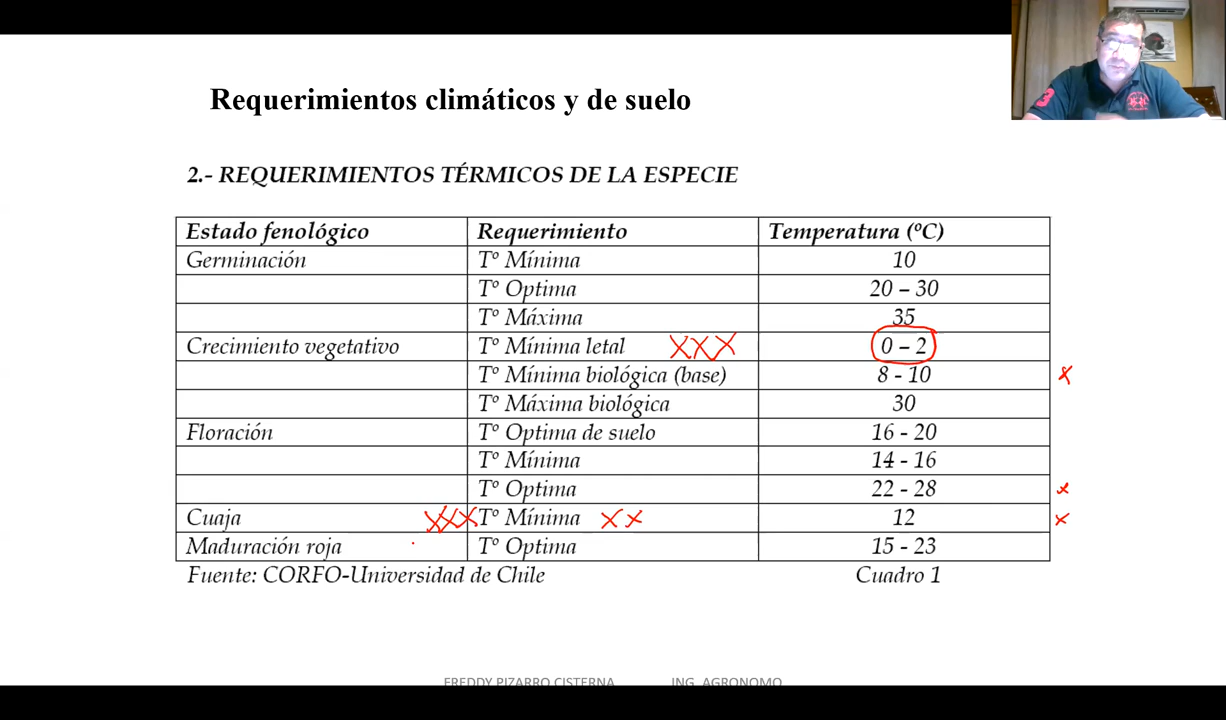 Requerimientos climáticos y de suelo
2.- REQUERIMIENTOS TÉRMICOS DE LA ESPECIE
Estado fenológico Requerimiento Temperatura (ºC)
Germinación Tº Mínima 10
Tº Optima 20 – 30
Tº Máxima 35
Crecimiento vegetativo Tº Mínima letal XXX 0 – 2
Tº Mínima biológica (base) 8 - 10 X
Tº Máxima biológica 30
Floración Tº Optima de suelo 16 - 20
Tº Mínima 14 - 16
Tº Optima 22 - 28 X
Cuaja XXX Tº Mínima XX 12 X
Maduración roja Tº Optima 15 - 23
Fuente: CORFO-Universidad de Chile Cuadro 1
FREDDY PIZARRO CISTERNA ING. AGRONOMO
3